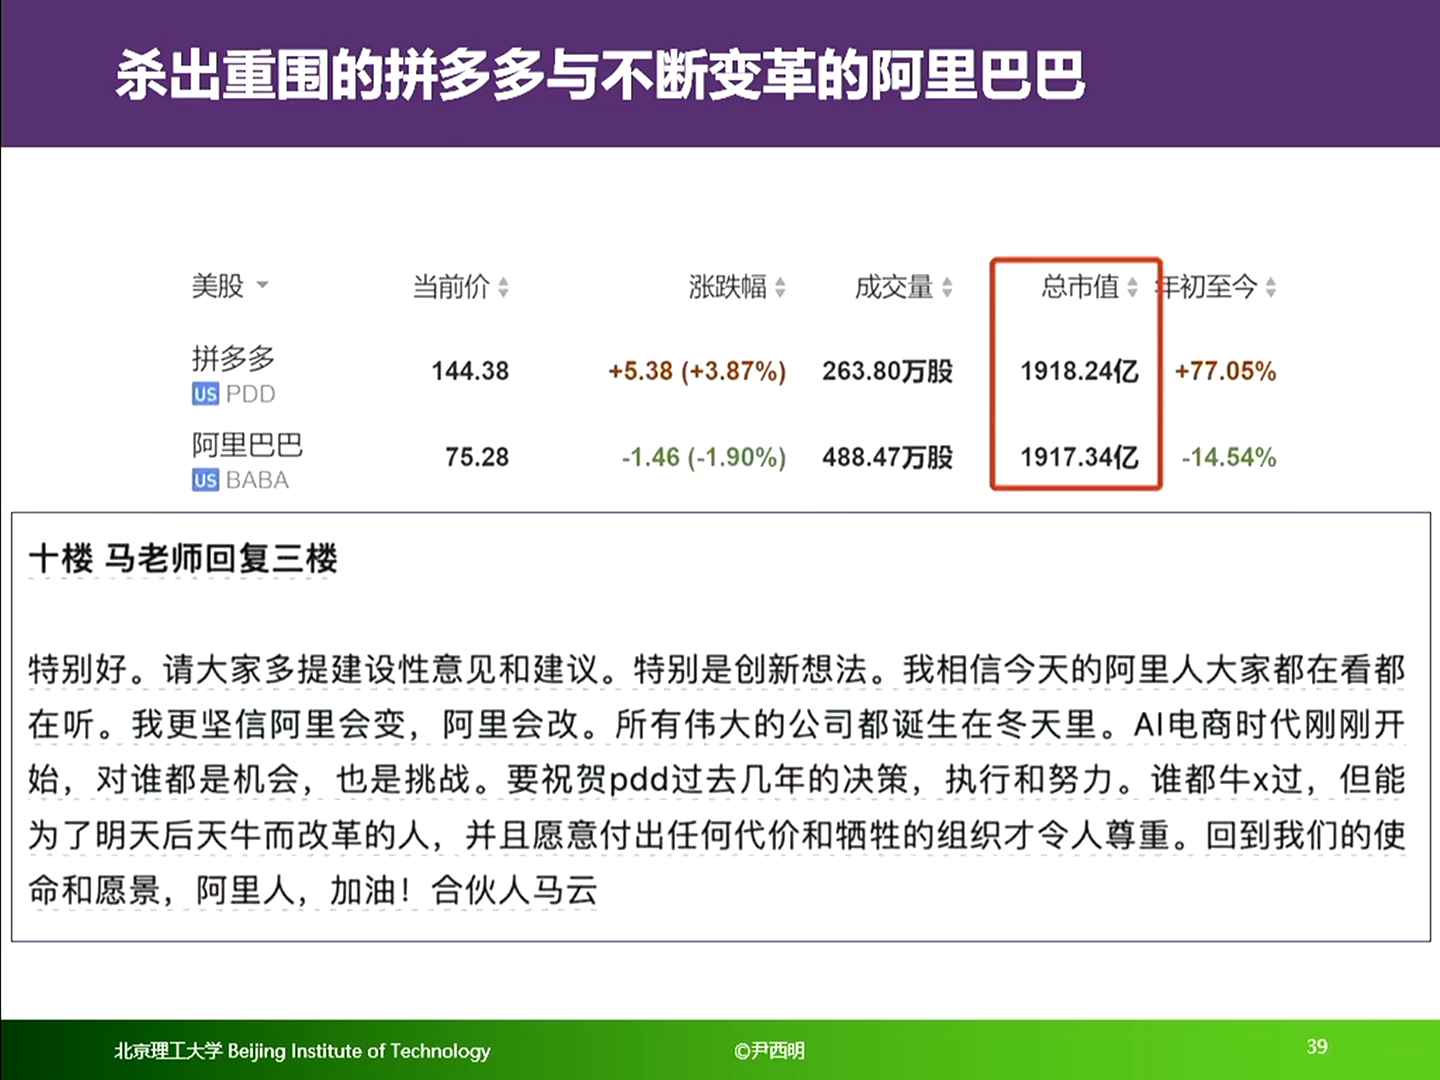 杀出重围的拼多多与不断变革的阿里巴巴
美股 当前价 涨跌幅 成交量 总市值 年初至今
拼多多 144.38 +5.38 (+3.87%) 263.80万股 1918.24亿 +77.05%
US PDD
阿里巴巴 75.28 -1.46 (-1.90%) 488.47万股 1917.34亿 -14.54%
US BABA
十楼 马老师回复三楼
特别好。请大家多提建设性意见和建议。特别是创新想法。我相信今天的阿里人大家都在看都
在听。我更坚信阿里会变，阿里会改。所有伟大的公司都诞生在冬天里。AI电商时代刚刚开
始，对谁都是机会，也是挑战。要祝贺pdd过去几年的决策，执行和努力。谁都牛x过，但能
为了明天后天牛而改革的人，并且愿意付出任何代价和牺牲的组织才令人尊重。回到我们的使
命和愿景，阿里人，加油！合伙人马云
北京理工大学 Beijing Institute of Technology ©尹西明 39